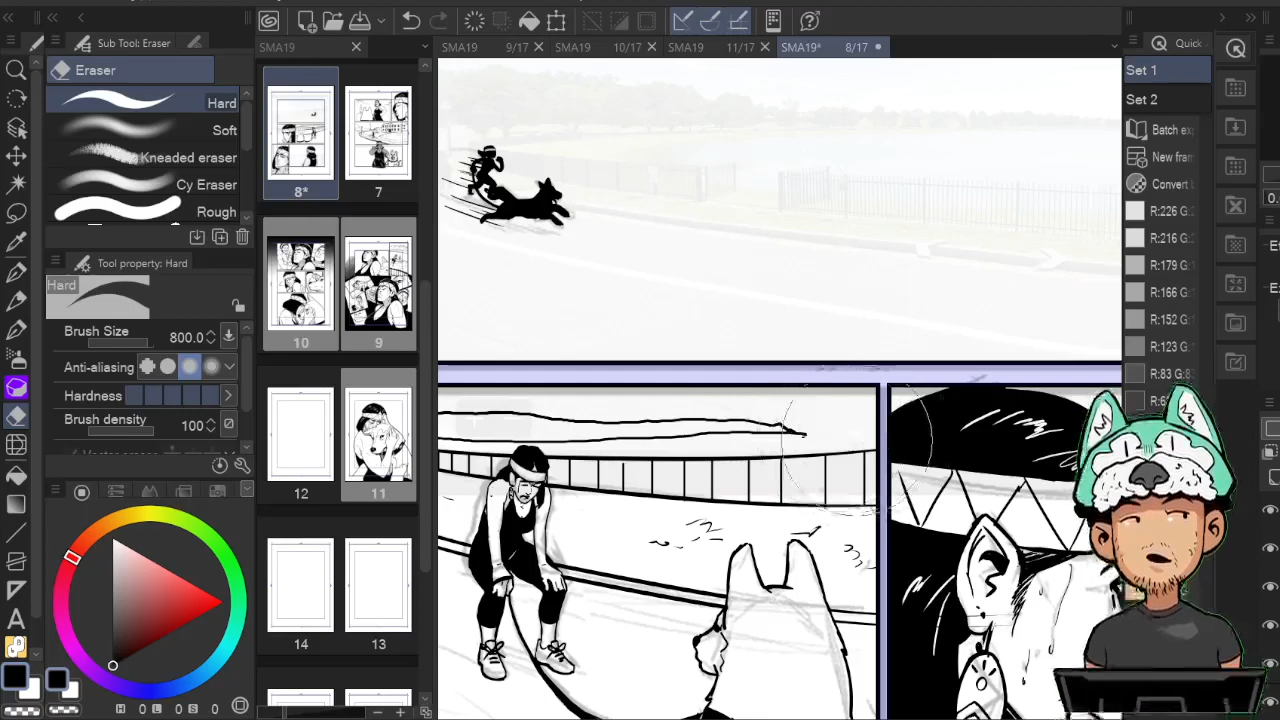 Sub Tool: Eraser
SMA19
SMA19 9/17
SMA19 10/17
SMA19 11/17
SMA19* 8/17
Quick
Eraser
Set 1
Hard
Set 2
Soft
Batch
Kneaded eraser
New
Cy Eraser
Convert
Rough
8*
7
R:226 G:
R:216 G:
Tool property: Hard
R:179 G:
Hard
R:166 G:
Brush Size
800.0
R:152 G:
10
9
R:123 G:
Anti-aliasing
R:83 G:
Hardness
Brush density
100
12
11
14
13
H 0 L 0 S 0